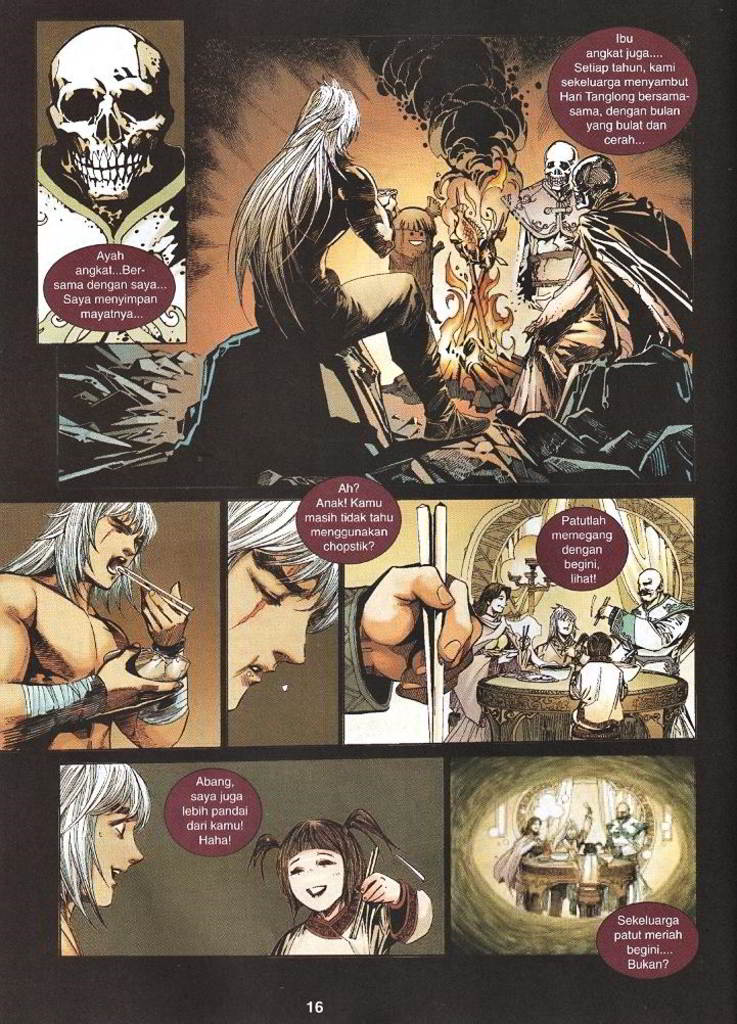 Ibu
angkat juga....
Setiap tahun, kami
sekeluarga menyambut
Hari Tanglong bersama-
sama, dengan bulan
yang bulat dan
cerah...
Ayah
angkat...Ber-
sama dengan saya...
Saya menyimpan
mayatnya...
Ah?
Anak! Kamu
masih tidak tahu
menggunakan
chopstik?
Patutlah
memegang
dengan
begini,
lihat!
Abang,
saya juga
lebih pandai
dari kamu!
Haha!
Sekeluarga
patut meriah
begini....
Bukan?
16